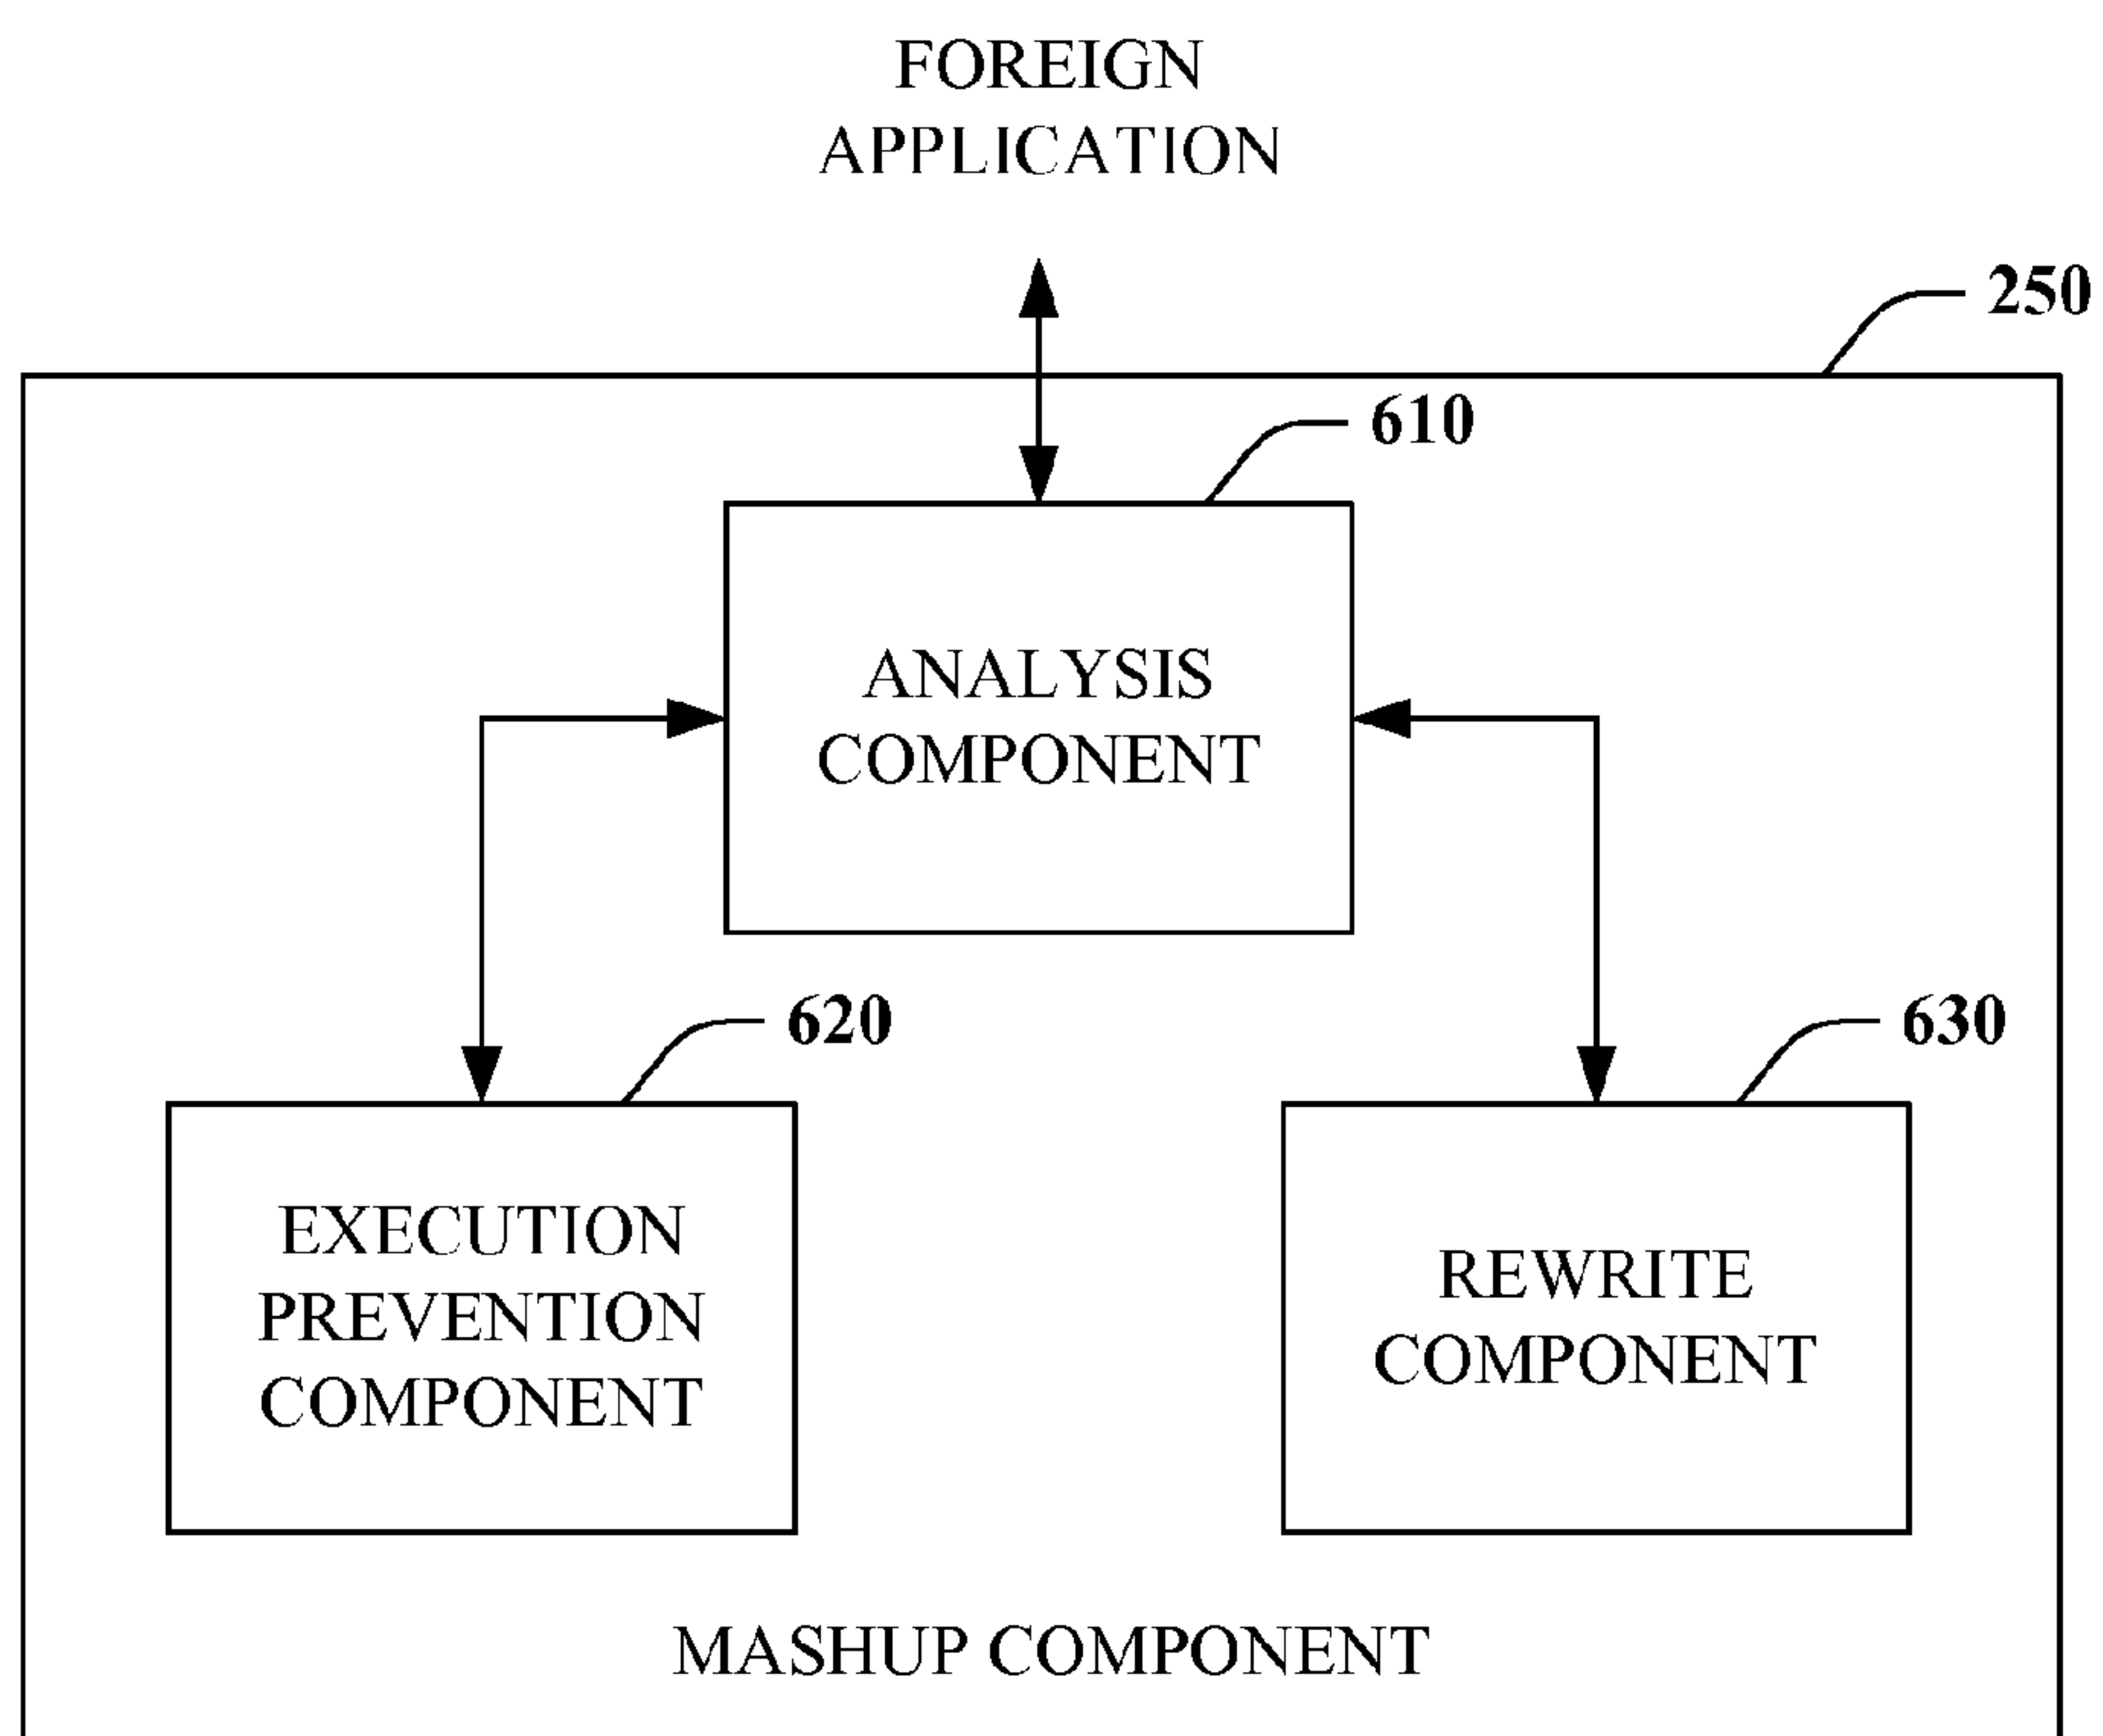 FOREIGN
APPLICATION
250
610
ANALYSIS
COMPONENT
620
630
EXECUTION
PREVENTION
COMPONENT
REWRITE
COMPONENT
MASHUP COMPONENT